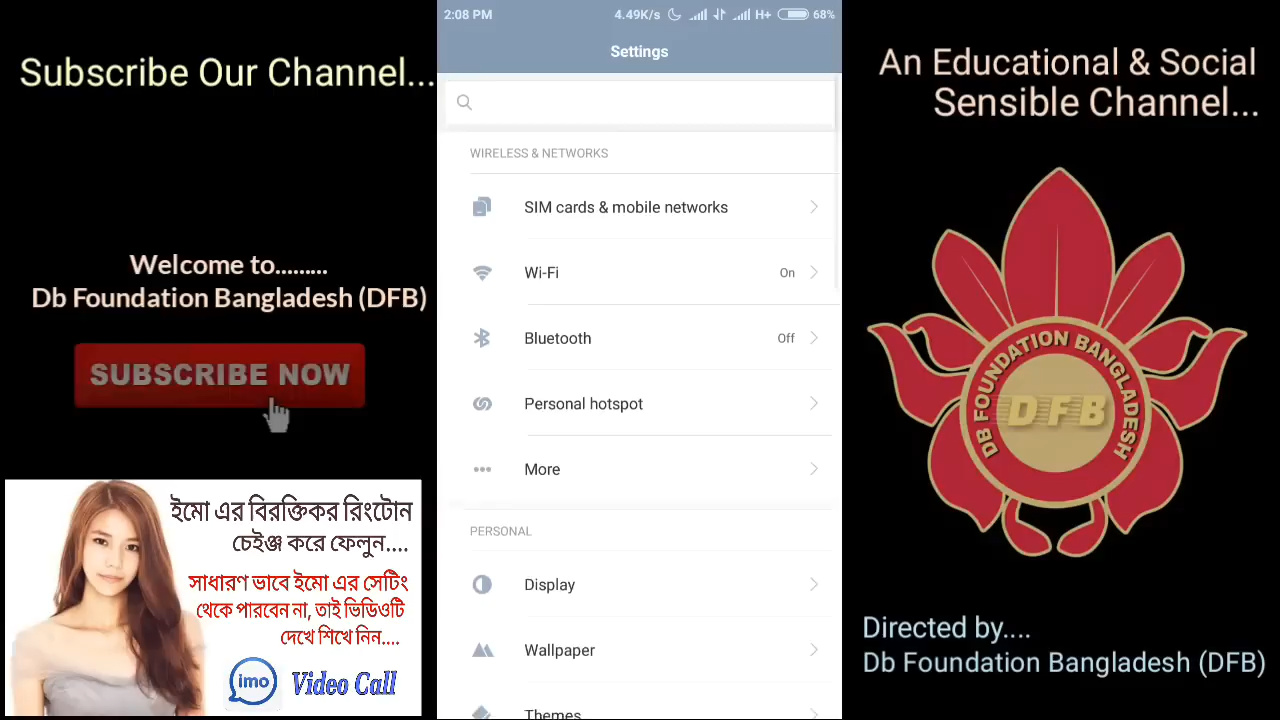 Subscribe Our Channel...
Welcome to.........
Db Foundation Bangladesh (DFB)
SUBSCRIBE NOW
ইমো এর বিরক্তিকর রিংটোন
চেইঞ্জ করে ফেলুন....
সাধারণ ভাবে ইমো এর সেটিং
থেকে পারবেন না, তাই ভিডিওটি
দেখে শিখে নিন....
imo Video Call
2:08 PM 4.49K/s H+ 68%
Settings
WIRELESS & NETWORKS
SIM cards & mobile networks
Wi-Fi On
Bluetooth Off
Personal hotspot
More
PERSONAL
Display
Wallpaper
Themes
An Educational & Social
Sensible Channel...
DB FOUNDATION BANGLADESH
DFB
Directed by....
Db Foundation Bangladesh (DFB)